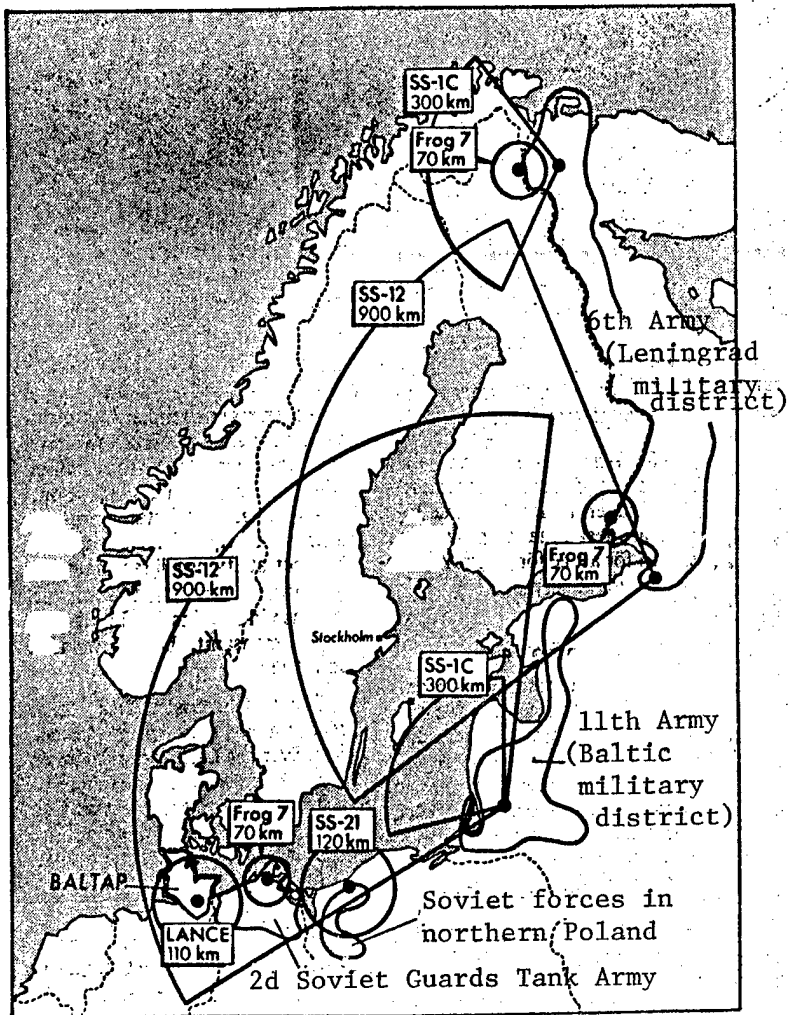 SS-1C
300 km
Frog 7
70 km
SS-12
900 km
6th Army
(Leningrad
military
district)
SS-12
900 km
Frog 7
70 km
Stockholm
SS-1C
300 km
11th Army
(Baltic
military
district)
Frog 7
70 km
SS-21
120 km
BALTAP
LANCE
110 km
Soviet forces in
northern Poland
2d Soviet Guards Tank Army